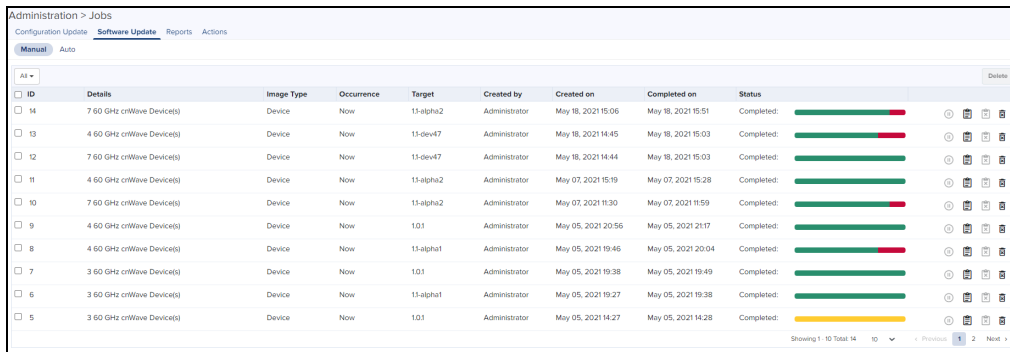 Administration > Jobs
Configuration Update Software Update Reports Actions
Manual Auto
All Delete
ID Details Image Type Occurrence Target Created by Created on Completed on Status
14 7 60 GHz cnWave Device(s) Device Now 1.1-alpha2 Administrator May 18, 2021 15:06 May 18, 2021 15:51 Completed:
13 4 60 GHz cnWave Device(s) Device Now 1.1-dev47 Administrator May 18, 2021 14:45 May 18, 2021 15:03 Completed:
12 7 60 GHz cnWave Device(s) Device Now 1.1-dev47 Administrator May 18, 2021 14:44 May 18, 2021 15:03 Completed:
11 4 60 GHz cnWave Device(s) Device Now 1.1-alpha2 Administrator May 07, 2021 15:19 May 07, 2021 15:28 Completed:
10 7 60 GHz cnWave Device(s) Device Now 1.1-alpha2 Administrator May 07, 2021 11:30 May 07, 2021 11:59 Completed:
9 4 60 GHz cnWave Device(s) Device Now 1.0.1 Administrator May 05, 2021 20:56 May 05, 2021 21:17 Completed:
8 4 60 GHz cnWave Device(s) Device Now 1.1-alpha1 Administrator May 05, 2021 19:46 May 05, 2021 20:04 Completed:
7 3 60 GHz cnWave Device(s) Device Now 1.0.1 Administrator May 05, 2021 19:38 May 05, 2021 19:49 Completed:
6 3 60 GHz cnWave Device(s) Device Now 1.1-alpha1 Administrator May 05, 2021 19:27 May 05, 2021 19:38 Completed:
5 3 60 GHz cnWave Device(s) Device Now 1.0.1 Administrator May 05, 2021 14:27 May 05, 2021 14:28 Completed:
Showing 1 - 10 Total: 14 10 < Previous 1 2 Next >